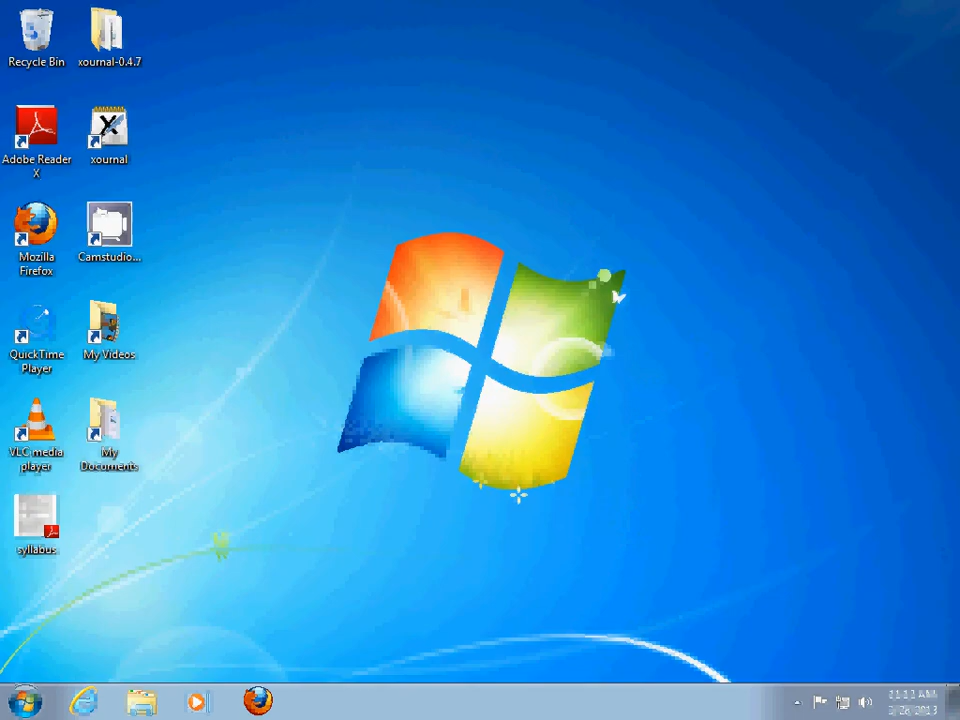 Recycle Bin
xournal-0.4.7
Adobe Reader
X
xournal
Mozilla
Firefox
Camstudio...
QuickTime
Player
My Videos
VLC media
player
My
Documents
syllabus